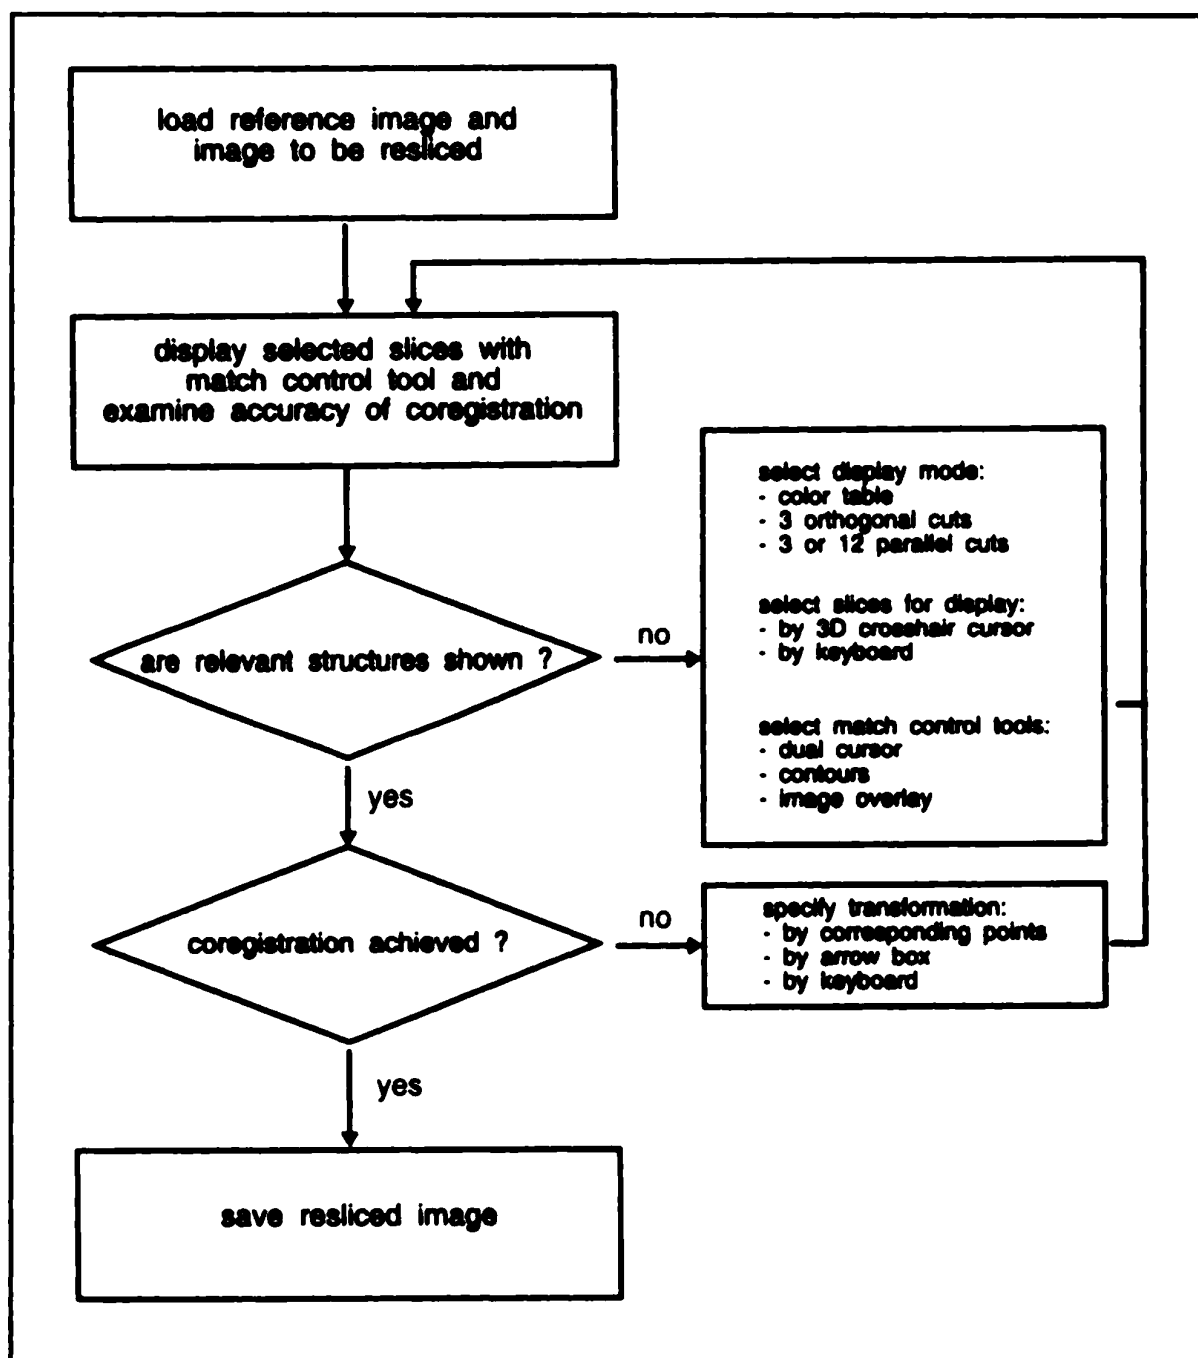 load reference image and
image to be resliced
display selected slices with
match control tool and
examine accuracy of coregistration
are relevant structures shown ?
no
select display mode:
- color table
- 3 orthogonal cuts
- 3 or 12 parallel cuts
select slices for display:
- by 3D crosshair cursor
- by keyboard
select match control tools:
- dual cursor
- contours
- image overlay
yes
coregistration achieved ?
no
specify transformation:
- by corresponding points
- by arrow box
- by keyboard
yes
save resliced image